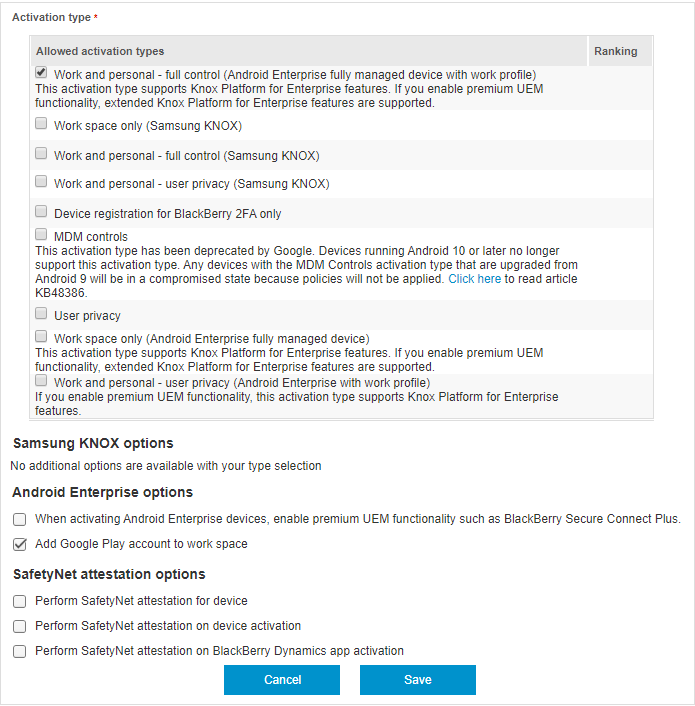 Activation type *
Allowed activation types
Ranking
Work and personal - full control (Android Enterprise fully managed device with work profile)
This activation type supports Knox Platform for Enterprise features. If you enable premium UEM
functionality, extended Knox Platform for Enterprise features are supported.
Work space only (Samsung KNOX)
Work and personal - full control (Samsung KNOX)
Work and personal - user privacy (Samsung KNOX)
Device registration for BlackBerry 2FA only
MDM controls
This activation type has been deprecated by Google. Devices running Android 10 or later no longer
support this activation type. Any devices with the MDM Controls activation type that are upgraded from
Android 9 will be in a compromised state because policies will not be applied. Click here to read article
KB48386.
User privacy
Work space only (Android Enterprise fully managed device)
This activation type supports Knox Platform for Enterprise features. If you enable premium UEM
functionality, extended Knox Platform for Enterprise features are supported.
Work and personal - user privacy (Android Enterprise with work profile)
If you enable premium UEM functionality, this activation type supports Knox Platform for Enterprise
features.
Samsung KNOX options
No additional options are available with your type selection
Android Enterprise options
When activating Android Enterprise devices, enable premium UEM functionality such as BlackBerry Secure Connect Plus.
Add Google Play account to work space
SafetyNet attestation options
Perform SafetyNet attestation for device
Perform SafetyNet attestation on device activation
Perform SafetyNet attestation on BlackBerry Dynamics app activation
Cancel
Save